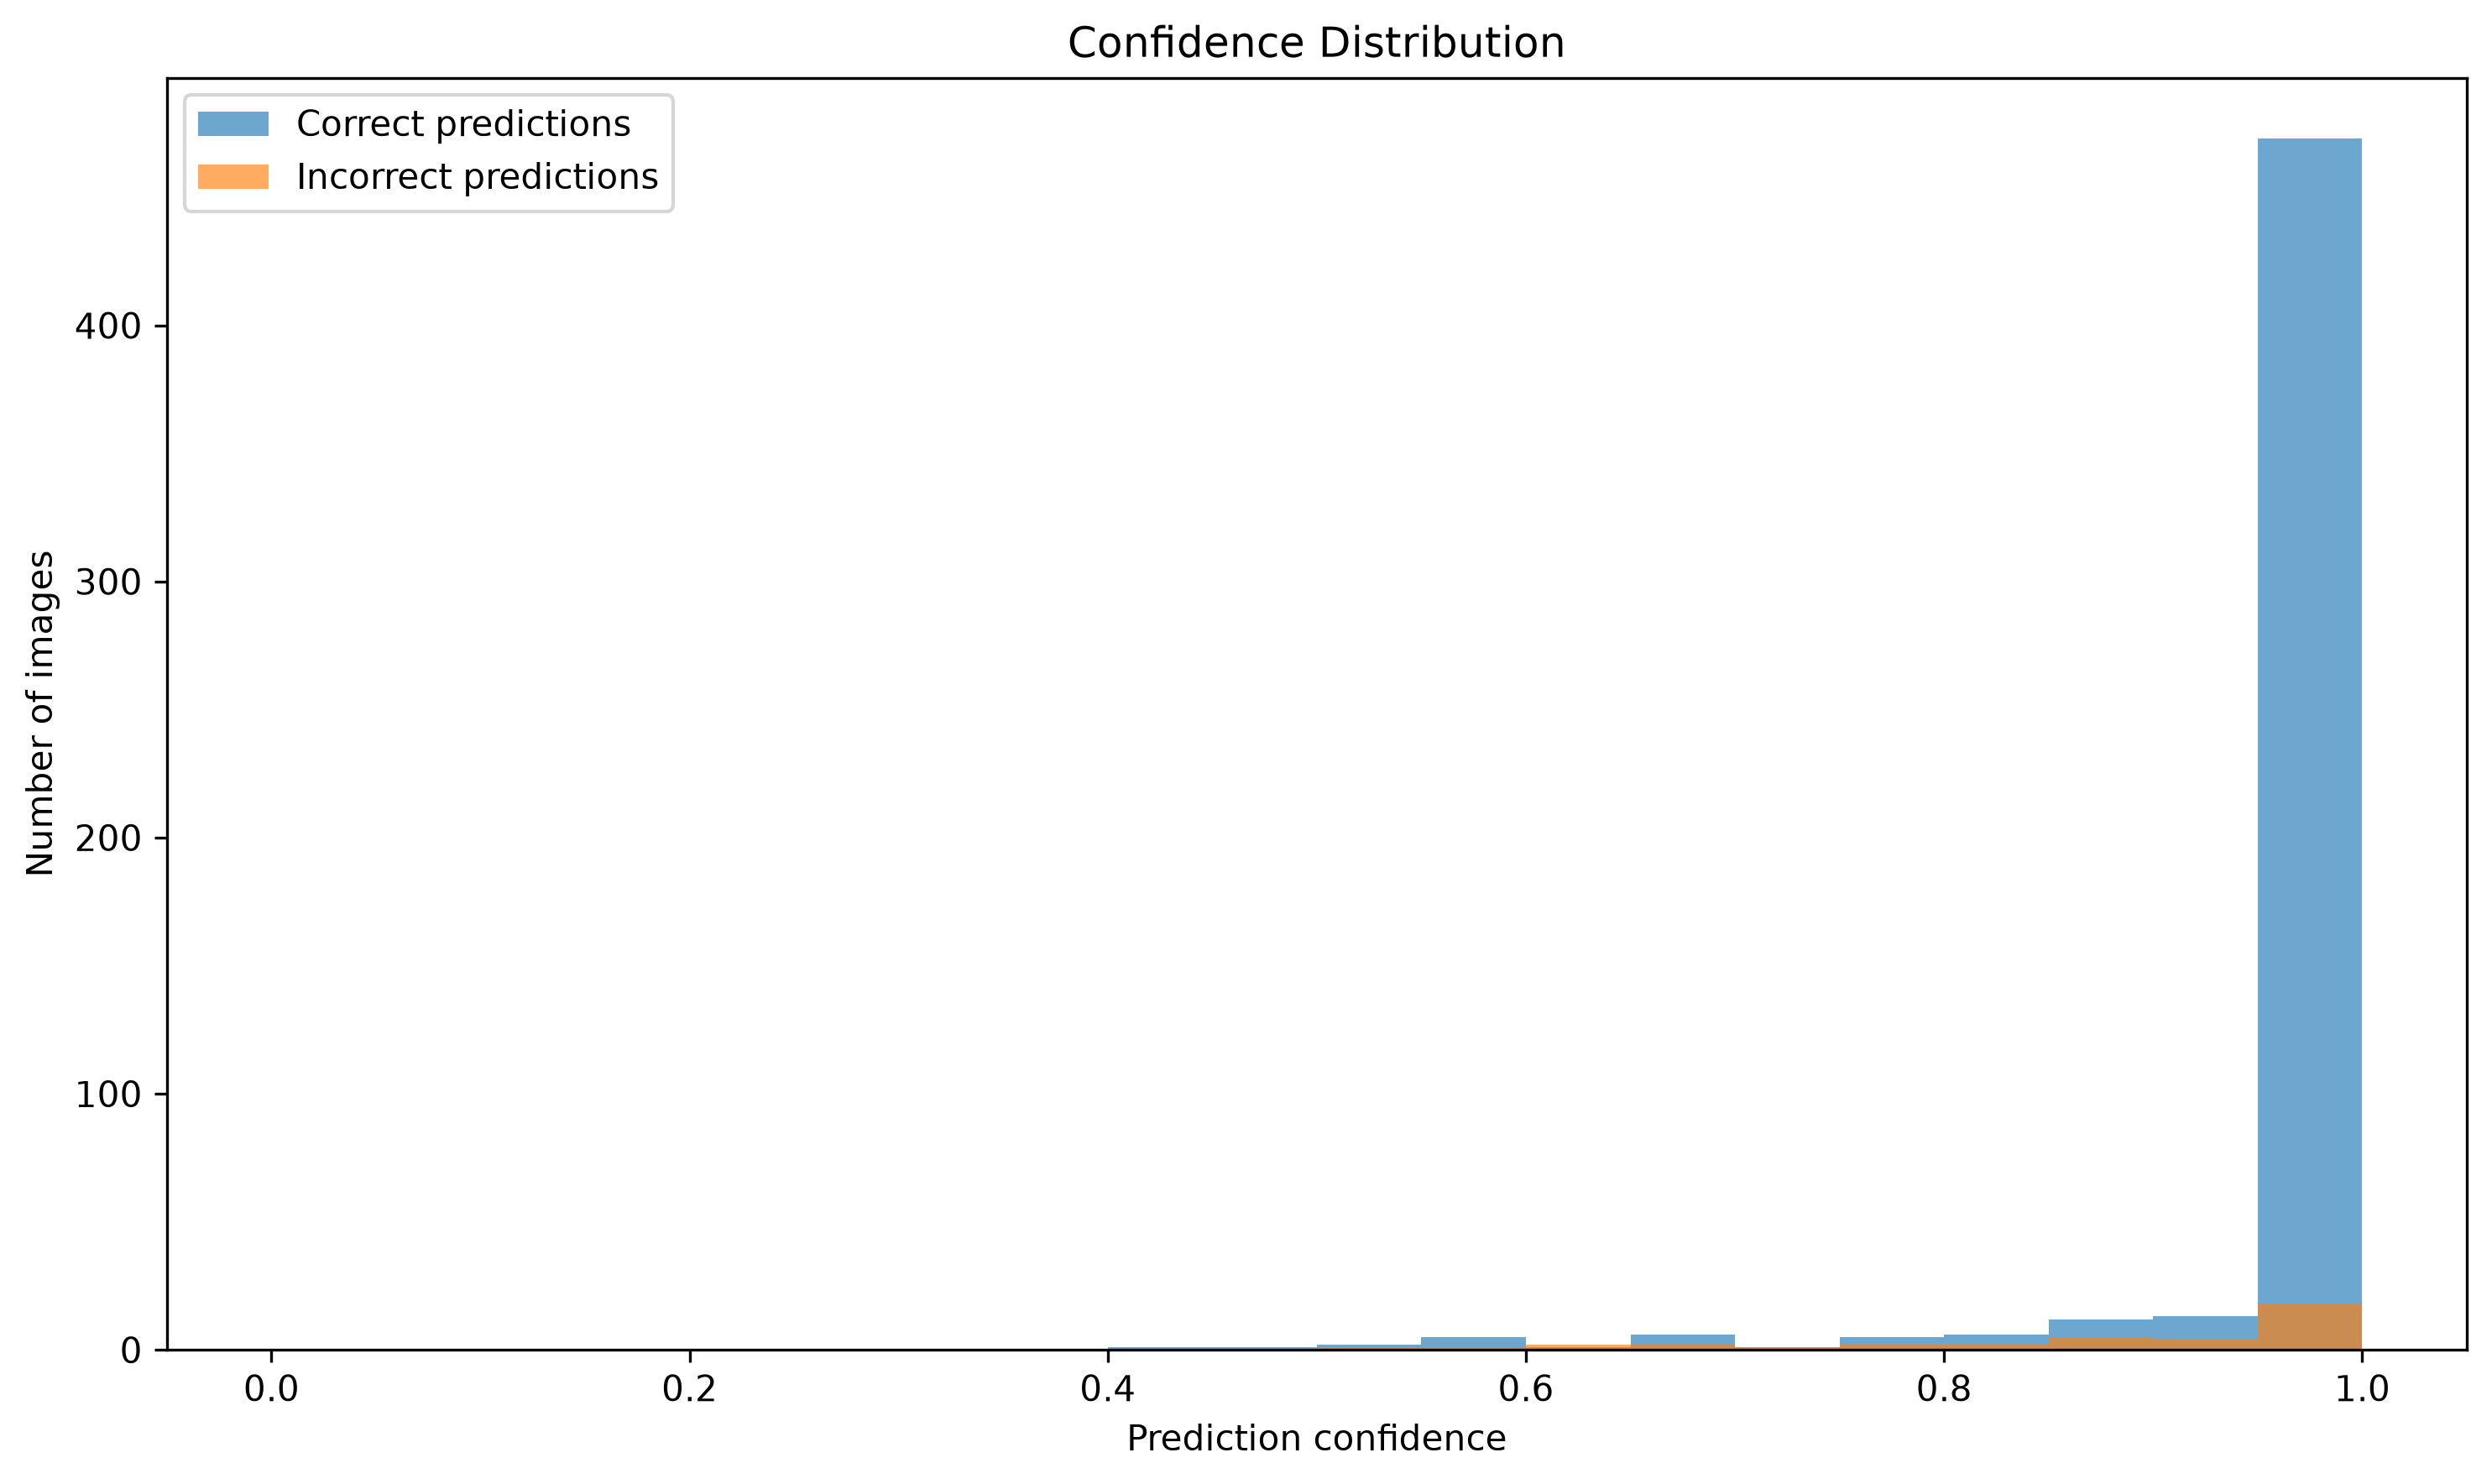 Confidence Distribution
Correct predictions
Incorrect predictions
Number of images
400
300
200
100
0
0.0 0.2 0.4 0.6 0.8 1.0
Prediction confidence